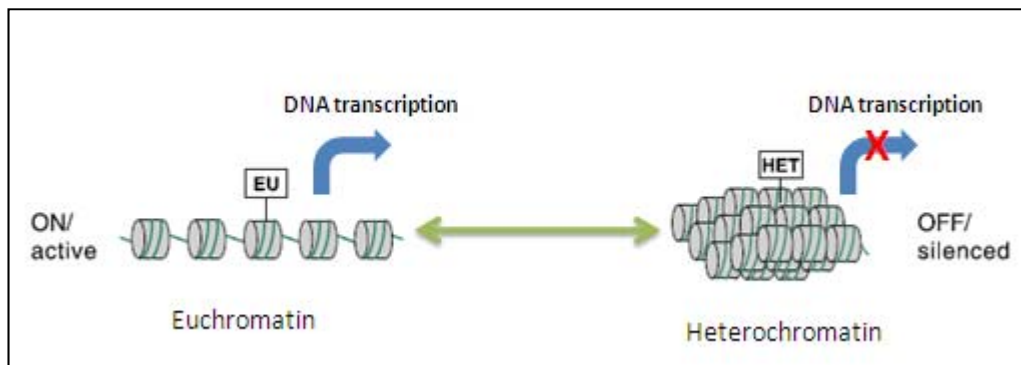 DNA transcription
EU
ON/
active
Euchromatin
DNA transcription
X
HET
OFF/
silenced
Heterochromatin